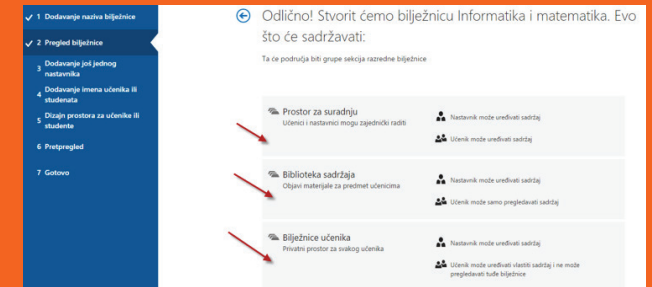 1 Dodavanje naziva bilježnice
2 Pregled bilježnice
3 Dodavanje još jednog
nastavnika
4 Dodavanje imena učenika ili
studenata
5 Dizajn prostora za učenike ili
studente
6 Pretpregled
7 Gotovo
Odlično! Stvorit ćemo bilježnicu Informatika i matematika. Evo
što će sadržavati:
Ta će područja biti grupe sekcija razredne bilježnice
Prostor za suradnju
Učenici i nastavnici mogu zajednički raditi
Nastavnik može uređivati sadržaj
Učenik može uređivati sadržaj
Biblioteka sadržaja
Objavi materijale za predmet učenicima
Nastavnik može uređivati sadržaj
Učenik može samo pregledavati sadržaj
Bilježnice učenika
Privatni prostor za svakog učenika
Nastavnik može uređivati sadržaj
Učenik može uređivati vlastiti sadržaj i ne može
pregledavati tuđe bilježnice